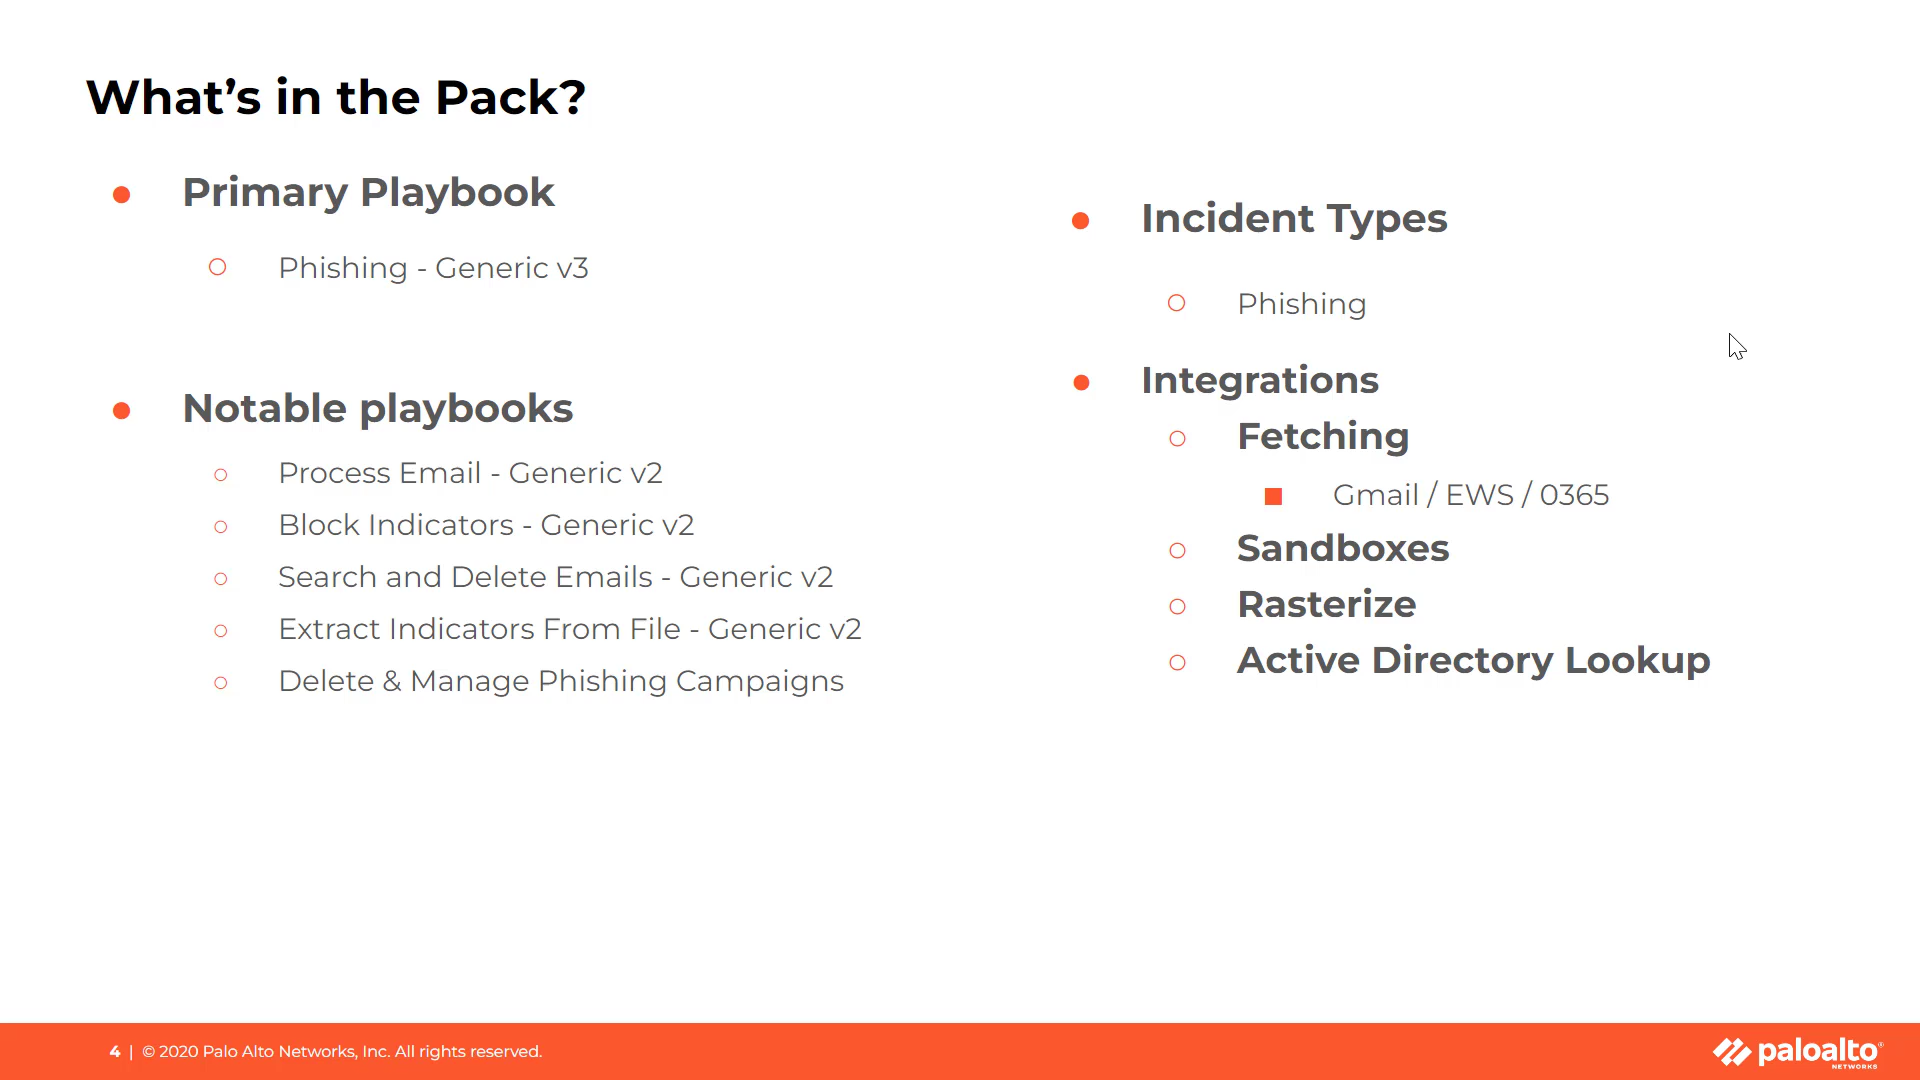 What’s in the Pack?
Primary Playbook
Phishing - Generic v3
Notable playbooks
Process Email - Generic v2
Block Indicators - Generic v2
Search and Delete Emails - Generic v2
Extract Indicators From File - Generic v2
Delete & Manage Phishing Campaigns
Incident Types
Phishing
Integrations
Fetching
Gmail / EWS / 0365
Sandboxes
Rasterize
Active Directory Lookup
4 | © 2020 Palo Alto Networks, Inc. All rights reserved.
paloalto®
NETWORKS